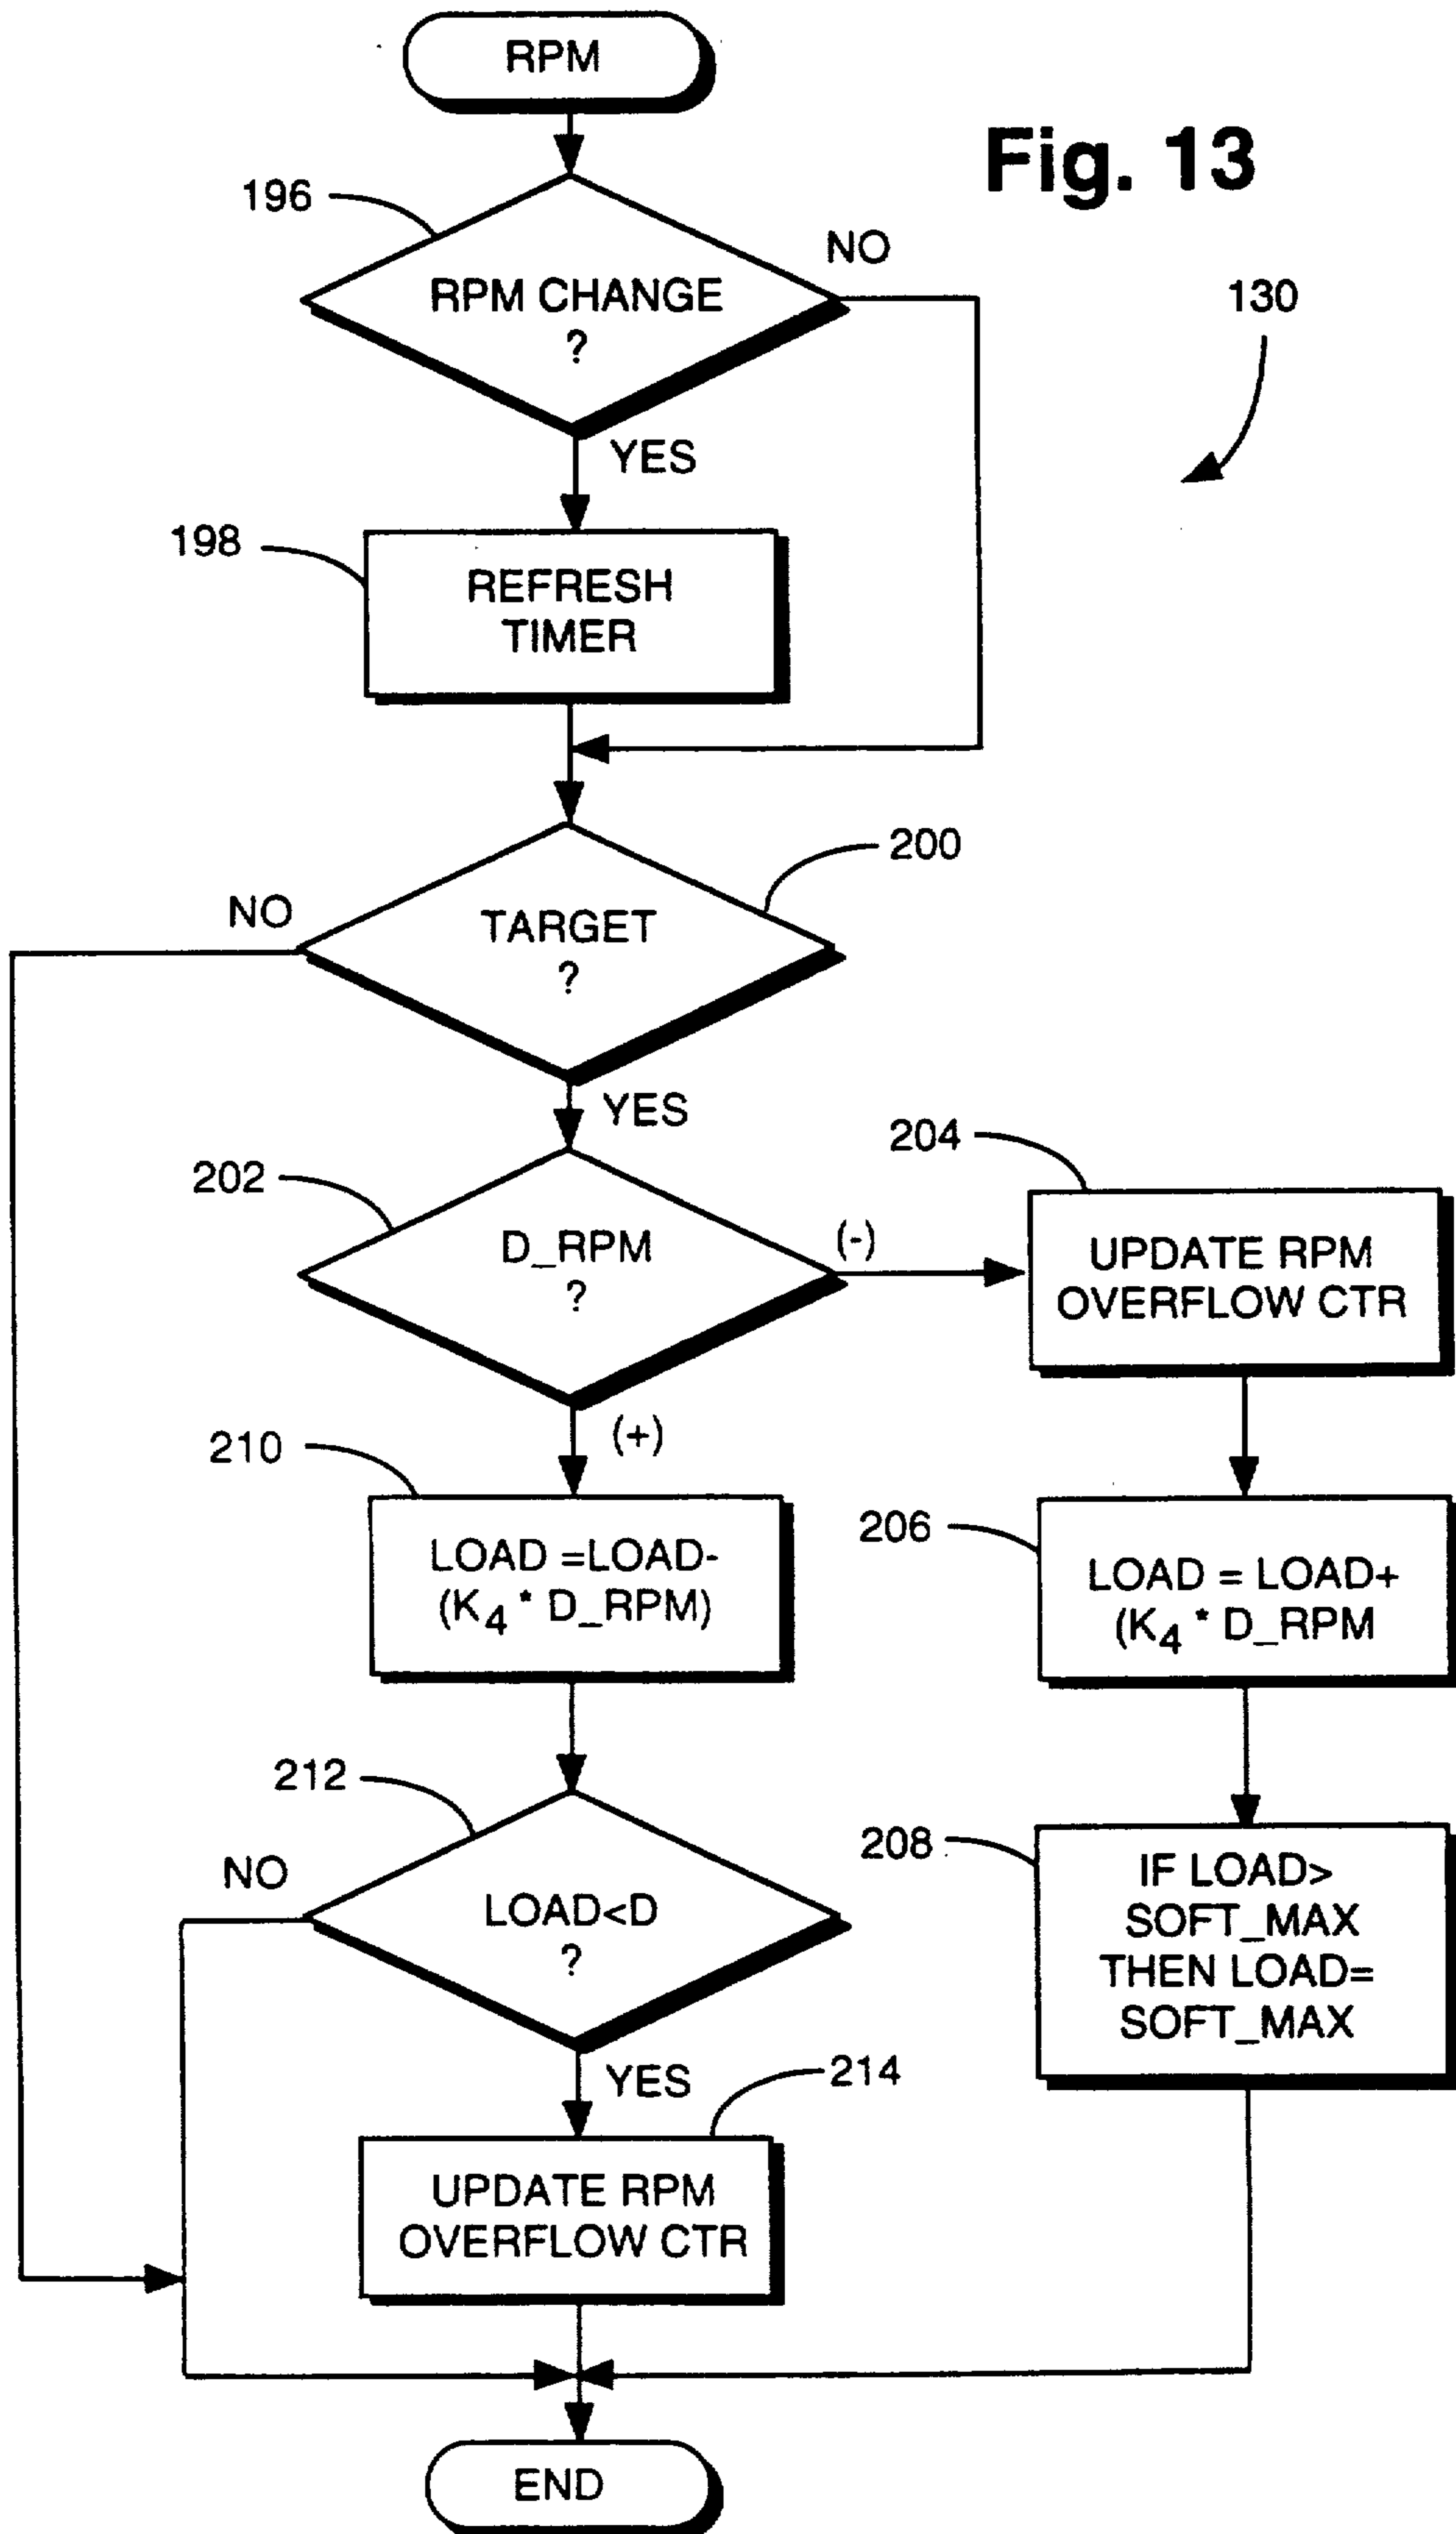 RPM
Fig. 13
196
NO
RPM CHANGE
?
130
YES
198
REFRESH
TIMER
200
NO
TARGET
?
YES
204
202
D_RPM
?
(-)
UPDATE RPM
OVERFLOW CTR
(+)
210
LOAD =LOAD-
(K4 * D_RPM)
206
LOAD = LOAD+
(K4 * D_RPM
212
NO
LOAD<D
?
208
IF LOAD>
SOFT_MAX
THEN LOAD=
SOFT_MAX
YES
214
UPDATE RPM
OVERFLOW CTR
END